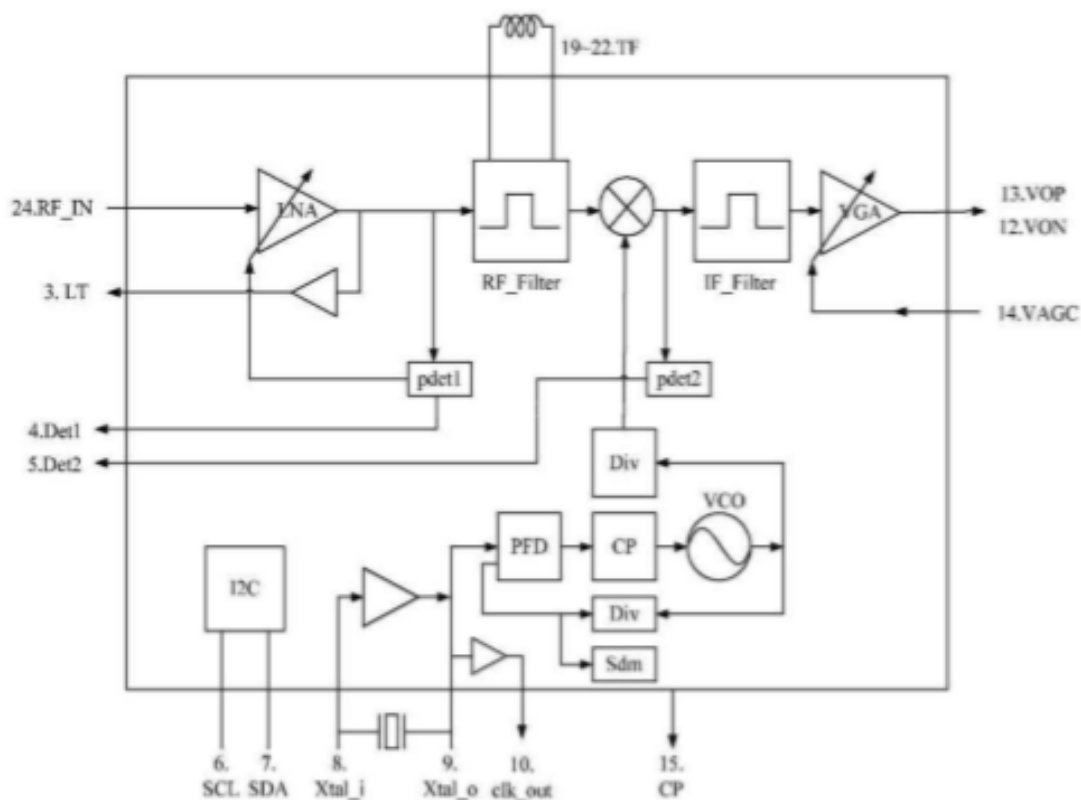 19~22.TF
24.RF_IN
LNA
VGA
13.VOP
12.VON
RF_Filter
IF_Filter
3. LT
14.VAGC
pdet1
pdet2
4.Det1
5.Det2
Div
VCO
PFD
CP
I2C
Div
Sdm
6.
SCL
7.
SDA
8.
Xtal_i
9.
Xtal_o
10.
clk_out
15.
CP